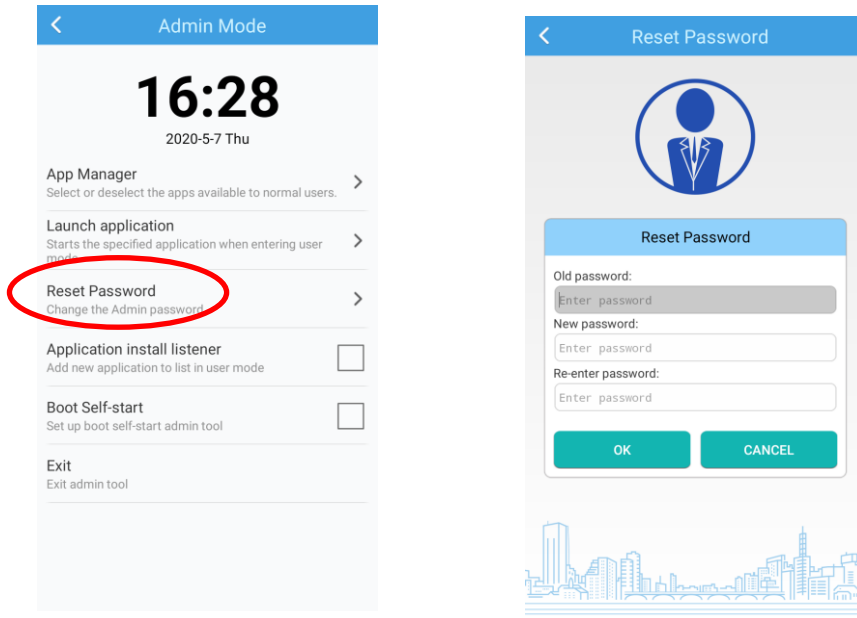 Admin Mode
16:28
2020-5-7 Thu
App Manager
Select or deselect the apps available to normal users.
Launch application
Starts the specified application when entering user
mode
Reset Password
Change the Admin password
Application install listener
Add new application to list in user mode
Boot Self-start
Set up boot self-start admin tool
Exit
Exit admin tool
Reset Password
Reset Password
Old password:
Enter password
New password:
Enter password
Re-enter password:
Enter password
OK
CANCEL